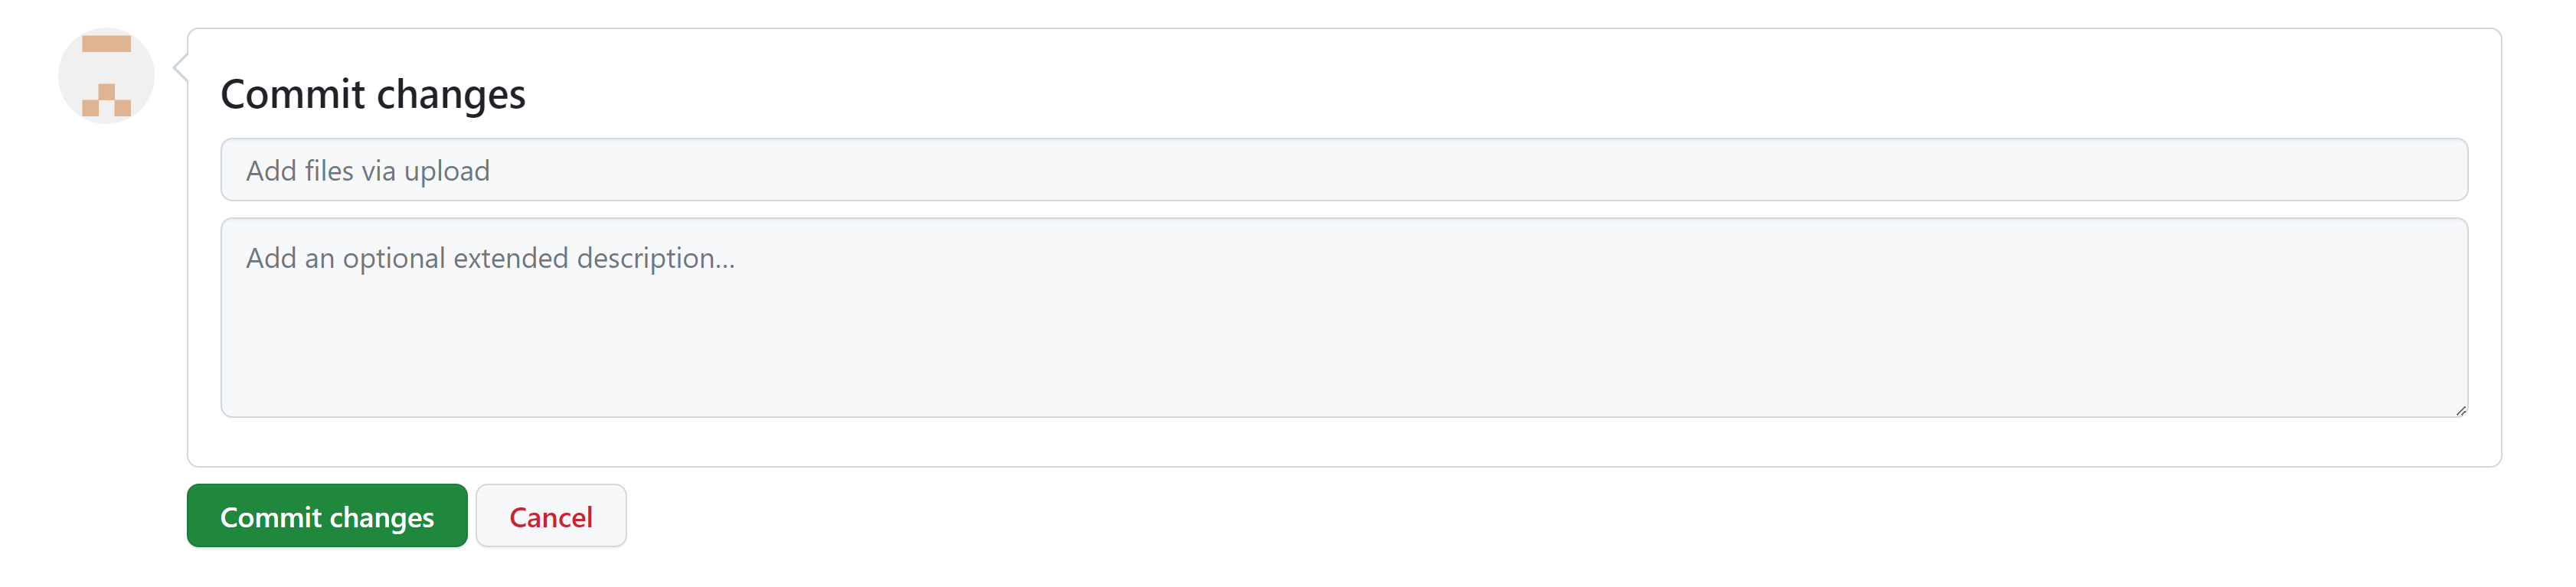 Commit changes
Add files via upload
Add an optional extended description...
Commit changes
Cancel